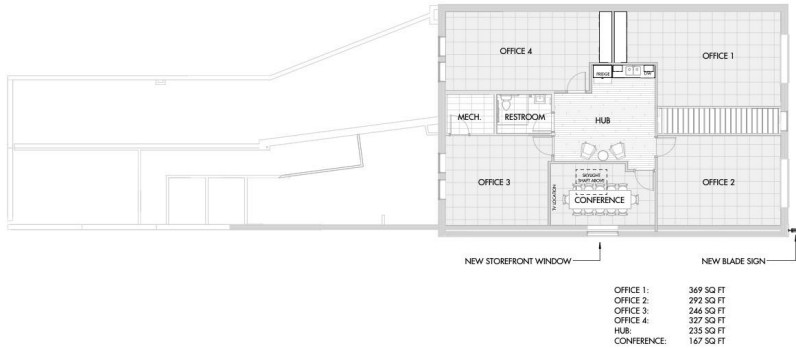 OFFICE 4
OFFICE 1
FRIDGE
DW
MECH.
RESTROOM
HUB
OFFICE 3
SKYLIGHT
SHAFT ABOVE
TV LOCATION
CONFERENCE
OFFICE 2
NEW STOREFRONT WINDOW
NEW BLADE SIGN
OFFICE 1: 369 SQ FT
OFFICE 2: 292 SQ FT
OFFICE 3: 246 SQ FT
OFFICE 4: 327 SQ FT
HUB: 235 SQ FT
CONFERENCE: 167 SQ FT